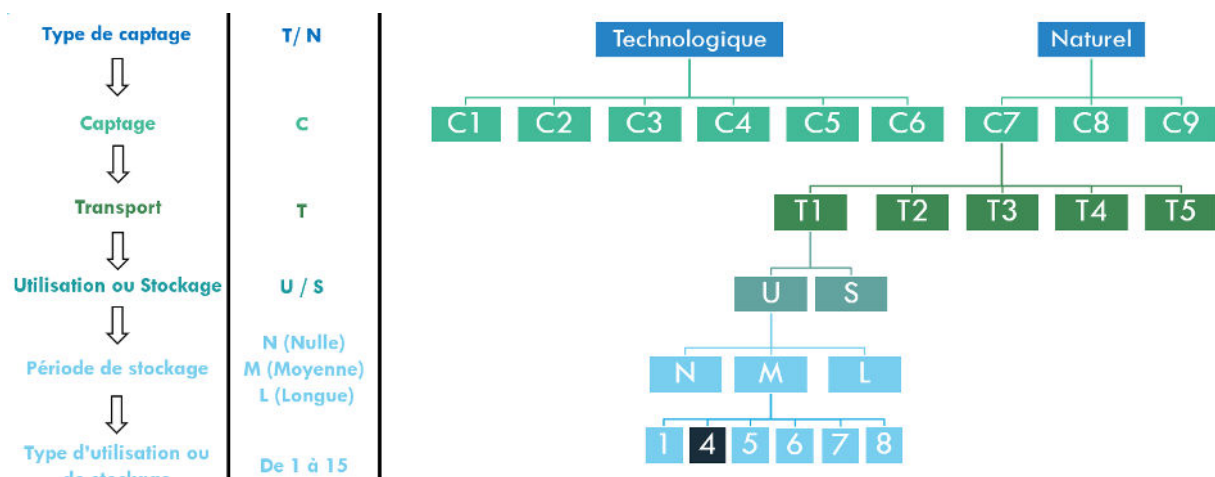 Type de captage
T/ N
Technologique
Naturel
Captage
C
C1 C2 C3 C4 C5 C6 C7 C8 C9
Transport
T
T1 T2 T3 T4 T5
Utilisation ou Stockage
U / S
U S
Période de stockage
N (Nulle)
M (Moyenne)
L (Longue)
N M L
Type d'utilisation ou
de stockage
De 1 à 15
1 4 5 6 7 8